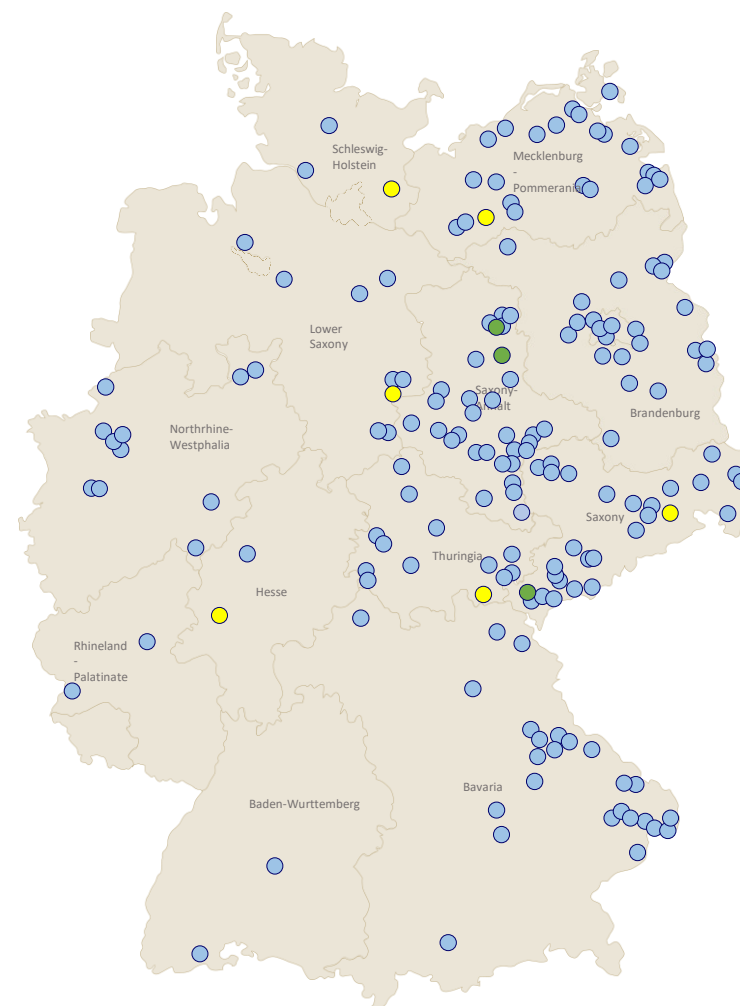 Schleswig-
Holstein
Mecklenburg
-
Pommerania
Lower
Saxony
Saxony-
Anhalt
Brandenburg
Northrhine-
Westphalia
Saxony
Thuringia
Hesse
Rhineland
-
Palatinate
Bavaria
Baden-Wurttemberg